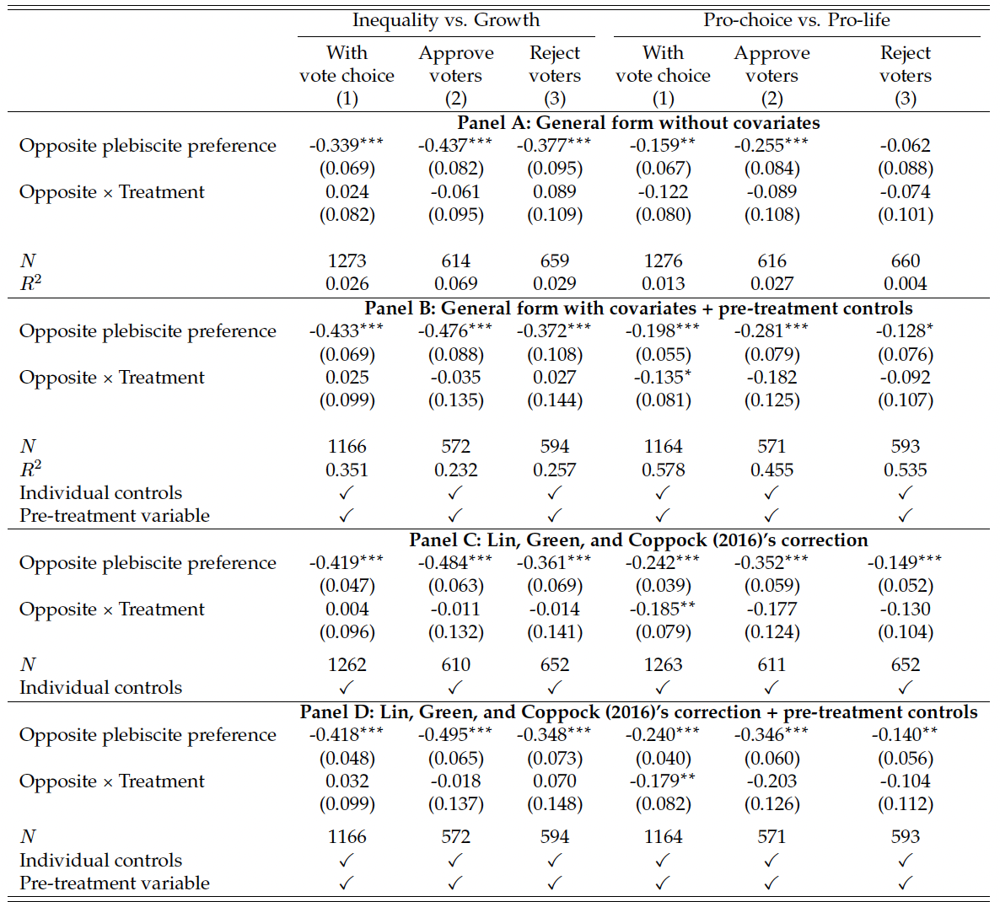 Inequality vs. Growth Pro-choice vs. Pro-life
With Approve Reject With Approve Reject
vote choice voters voters vote choice voters voters
(1) (2) (3) (1) (2) (3)
Panel A: General form without covariates
Opposite plebiscite preference -0.339*** -0.437*** -0.377*** -0.159** -0.255*** -0.062
(0.069) (0.082) (0.095) (0.067) (0.084) (0.088)
Opposite × Treatment 0.024 -0.061 0.089 -0.122 -0.089 -0.074
(0.082) (0.095) (0.109) (0.080) (0.108) (0.101)
N 1273 614 659 1276 616 660
R² 0.026 0.069 0.029 0.013 0.027 0.004
Panel B: General form with covariates + pre-treatment controls
Opposite plebiscite preference -0.433*** -0.476*** -0.372*** -0.198*** -0.281*** -0.128*
(0.069) (0.088) (0.108) (0.055) (0.079) (0.076)
Opposite × Treatment 0.025 -0.035 0.027 -0.135* -0.182 -0.092
(0.099) (0.135) (0.144) (0.081) (0.125) (0.107)
N 1166 572 594 1164 571 593
R² 0.351 0.232 0.257 0.578 0.455 0.535
Individual controls ✓ ✓ ✓ ✓ ✓ ✓
Pre-treatment variable ✓ ✓ ✓ ✓ ✓ ✓
Panel C: Lin, Green, and Coppock (2016)'s correction
Opposite plebiscite preference -0.419*** -0.484*** -0.361*** -0.242*** -0.352*** -0.149***
(0.047) (0.063) (0.069) (0.039) (0.059) (0.052)
Opposite × Treatment 0.004 -0.011 -0.014 -0.185** -0.177 -0.130
(0.096) (0.132) (0.141) (0.079) (0.124) (0.104)
N 1262 610 652 1263 611 652
Individual controls ✓ ✓ ✓ ✓ ✓ ✓
Panel D: Lin, Green, and Coppock (2016)'s correction + pre-treatment controls
Opposite plebiscite preference -0.418*** -0.495*** -0.348*** -0.240*** -0.346*** -0.140**
(0.048) (0.065) (0.073) (0.040) (0.060) (0.056)
Opposite × Treatment 0.032 -0.018 0.070 -0.179** -0.203 -0.104
(0.099) (0.137) (0.148) (0.082) (0.126) (0.112)
N 1166 572 594 1164 571 593
Individual controls ✓ ✓ ✓ ✓ ✓ ✓
Pre-treatment variable ✓ ✓ ✓ ✓ ✓ ✓